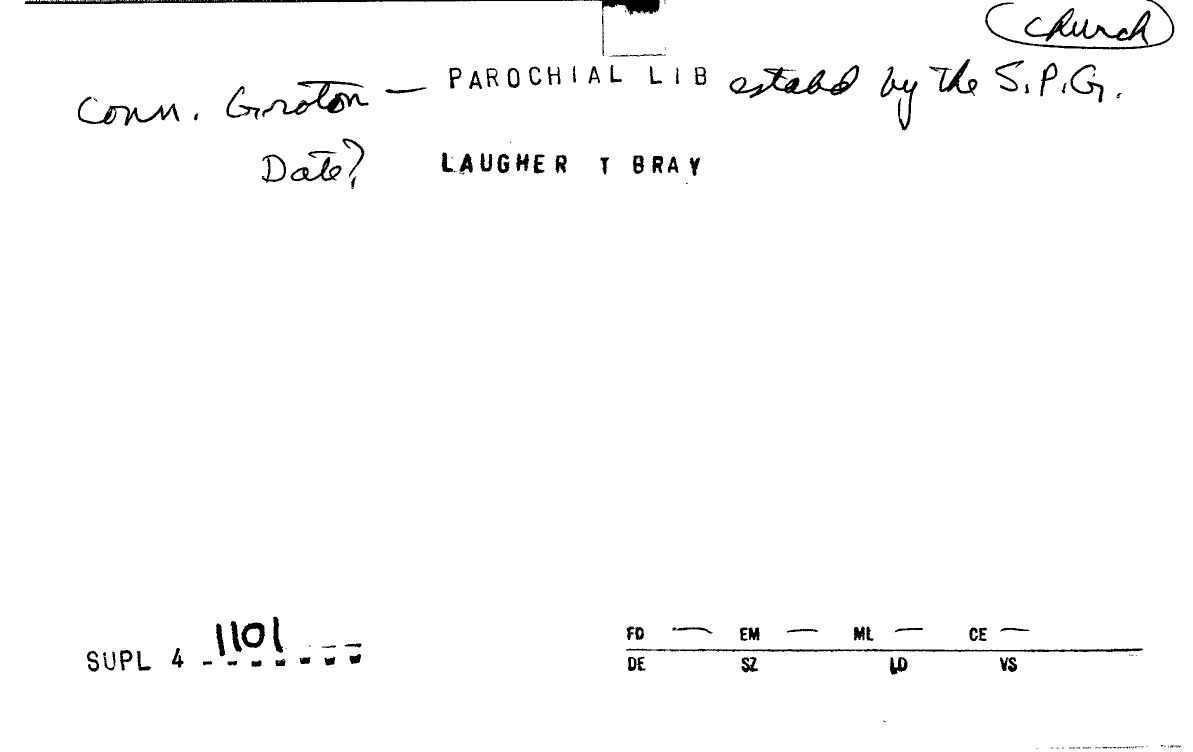 church
Conn. Groton — PAROCHIAL LIB estabd by the S.P.G.
Date? LAUGHER T BRAY
SUPL 4 1101
FD — EM — ML — CE —
DE SZ LD VS